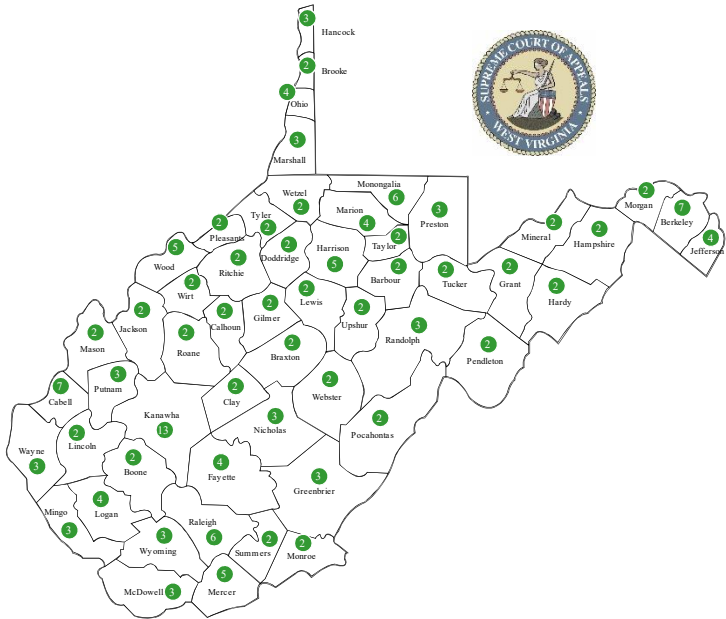 3
Hancock
SUPREME COURT OF APPEALS
WEST VIRGINIA
2
Brooke
4
Ohio
3
Marshall
Wetzel
2
Monongalia
6
Marion
4
3
Preston
2
Morgan
7
Berkeley
4
Jefferson
2
Mineral
2
Hampshire
Tyler
2
2
Pleasants
2
Doddridge
Harrison
5
2
Taylor
5
Wood
2
Ritchie
2
Barbour
2
Tucker
2
Grant
2
Hardy
2
Wirt
2
Lewis
2
Jackson
2
Calhoun
2
Gilmer
2
Upshur
3
Randolph
2
Mason
2
Roane
2
Braxton
2
Pendleton
3
Putnam
7
Cabell
2
Clay
2
Webster
Kanawha
13
3
Nicholas
2
Pocahontas
2
Lincoln
Wayne
3
2
Boone
4
Fayette
3
Greenbrier
4
Logan
Mingo
3
Raleigh
6
3
Wyoming
2
Summers
2
Monroe
McDowell 3
5
Mercer